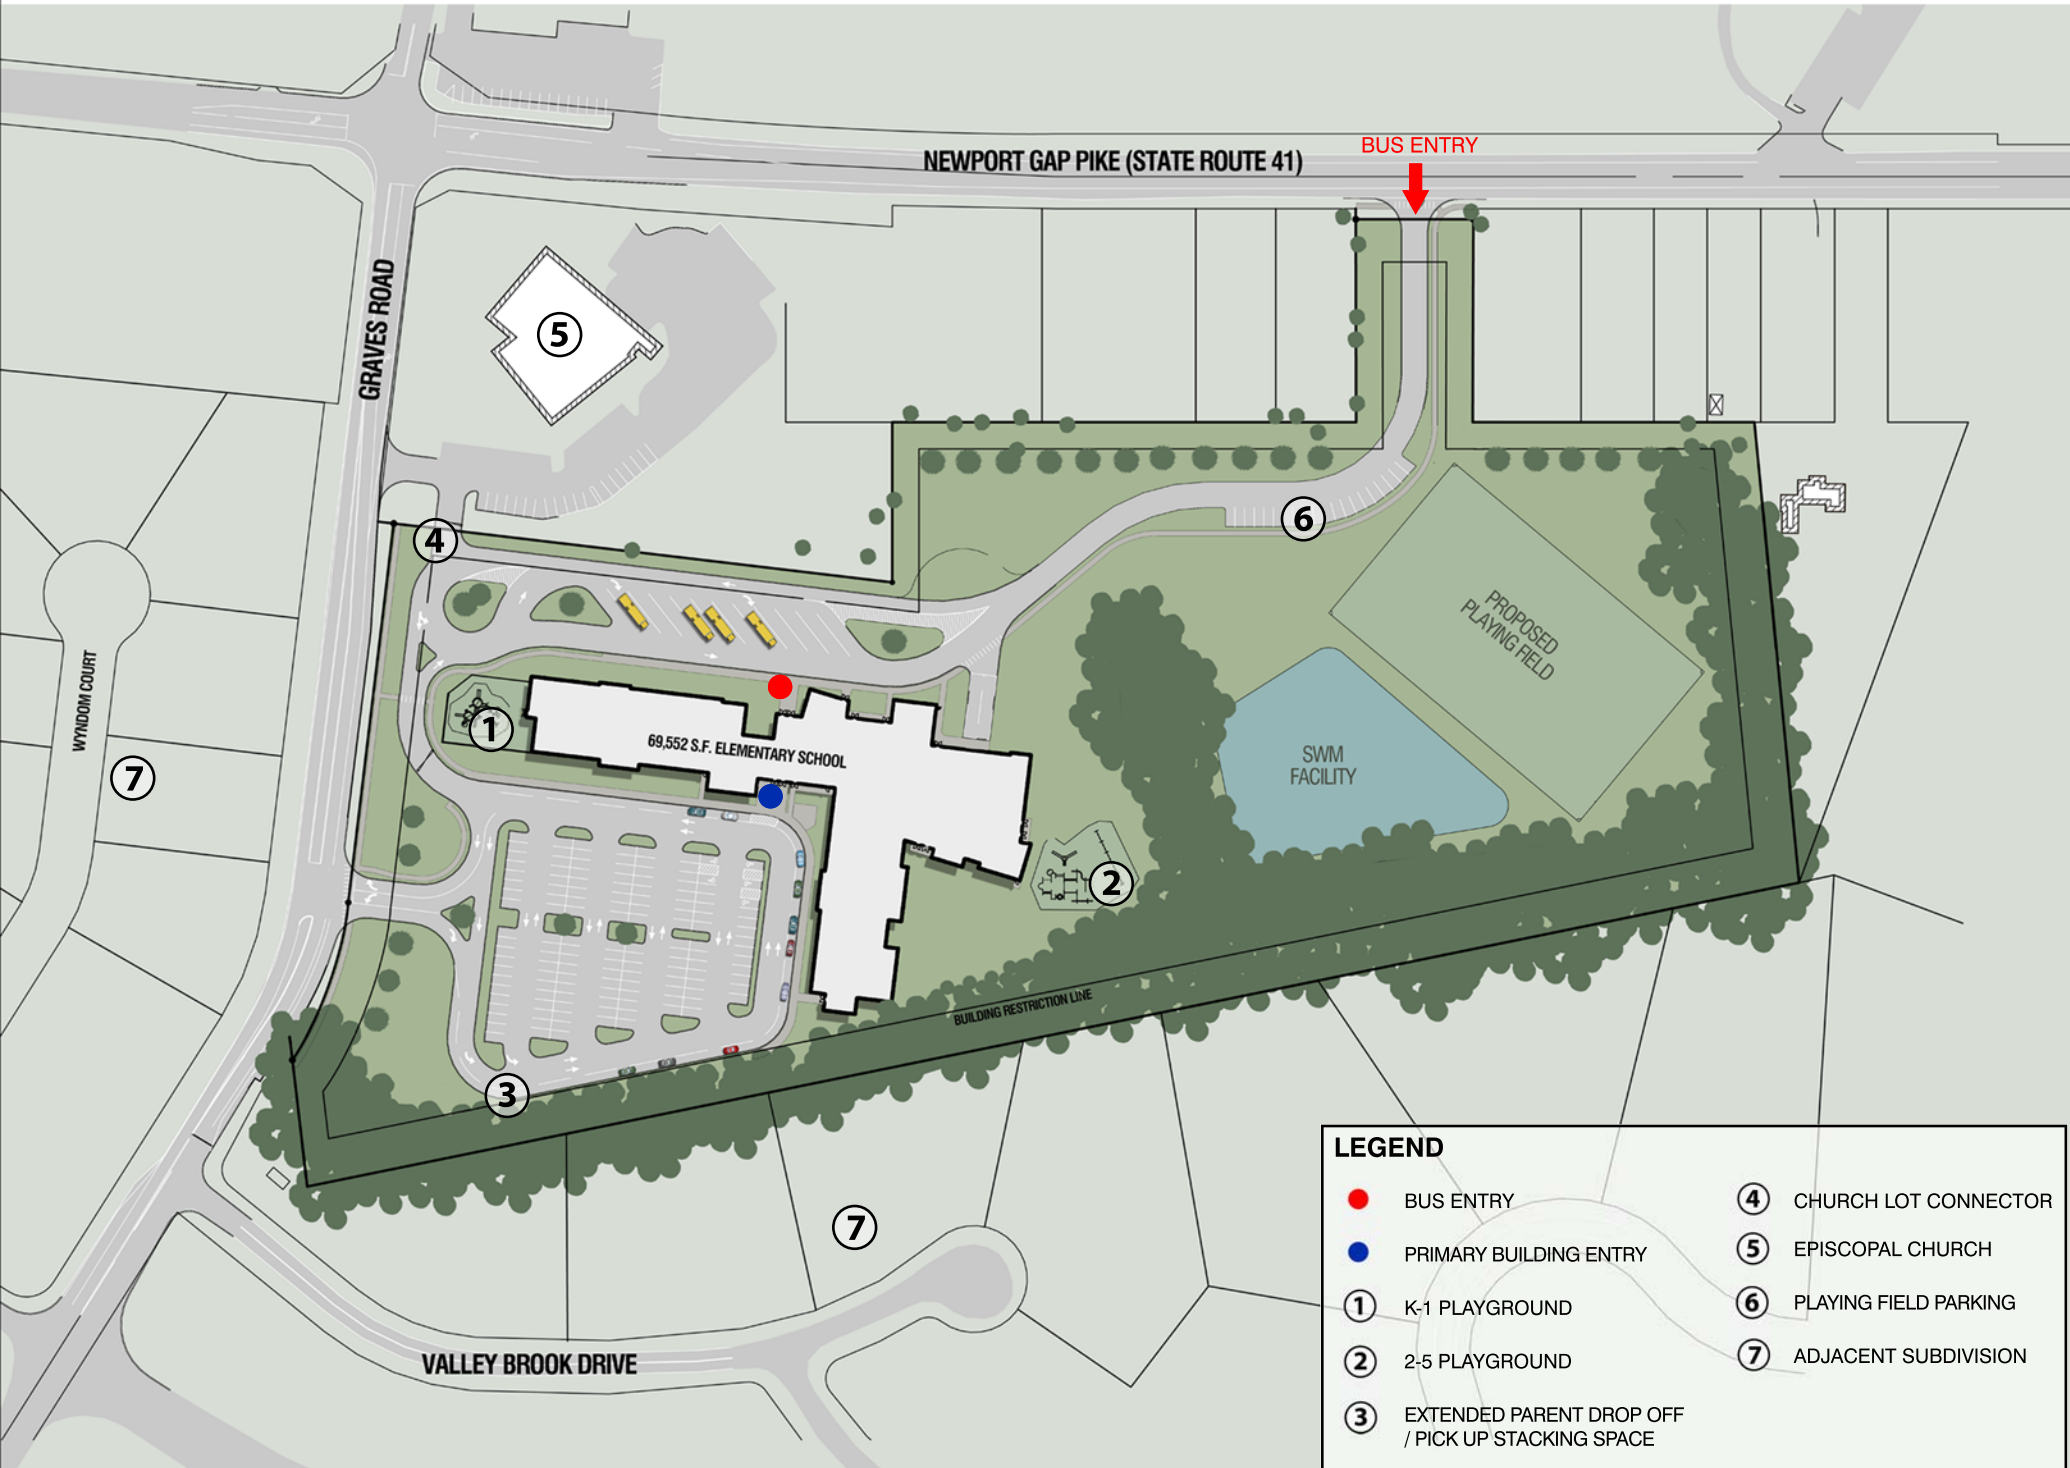 BUS ENTRY
NEWPORT GAP PIKE (STATE ROUTE 41)
GRAVES ROAD
5
6
4
PROPOSED
PLAYING FIELD
WYNDOM COURT
1
69,552 S.F. ELEMENTARY SCHOOL
SWM
FACILITY
7
2
BUILDING RESTRICTION LINE
3
7
VALLEY BROOK DRIVE
LEGEND
BUS ENTRY
PRIMARY BUILDING ENTRY
1 K-1 PLAYGROUND
2 2-5 PLAYGROUND
3 EXTENDED PARENT DROP OFF
/ PICK UP STACKING SPACE
4 CHURCH LOT CONNECTOR
5 EPISCOPAL CHURCH
6 PLAYING FIELD PARKING
7 ADJACENT SUBDIVISION